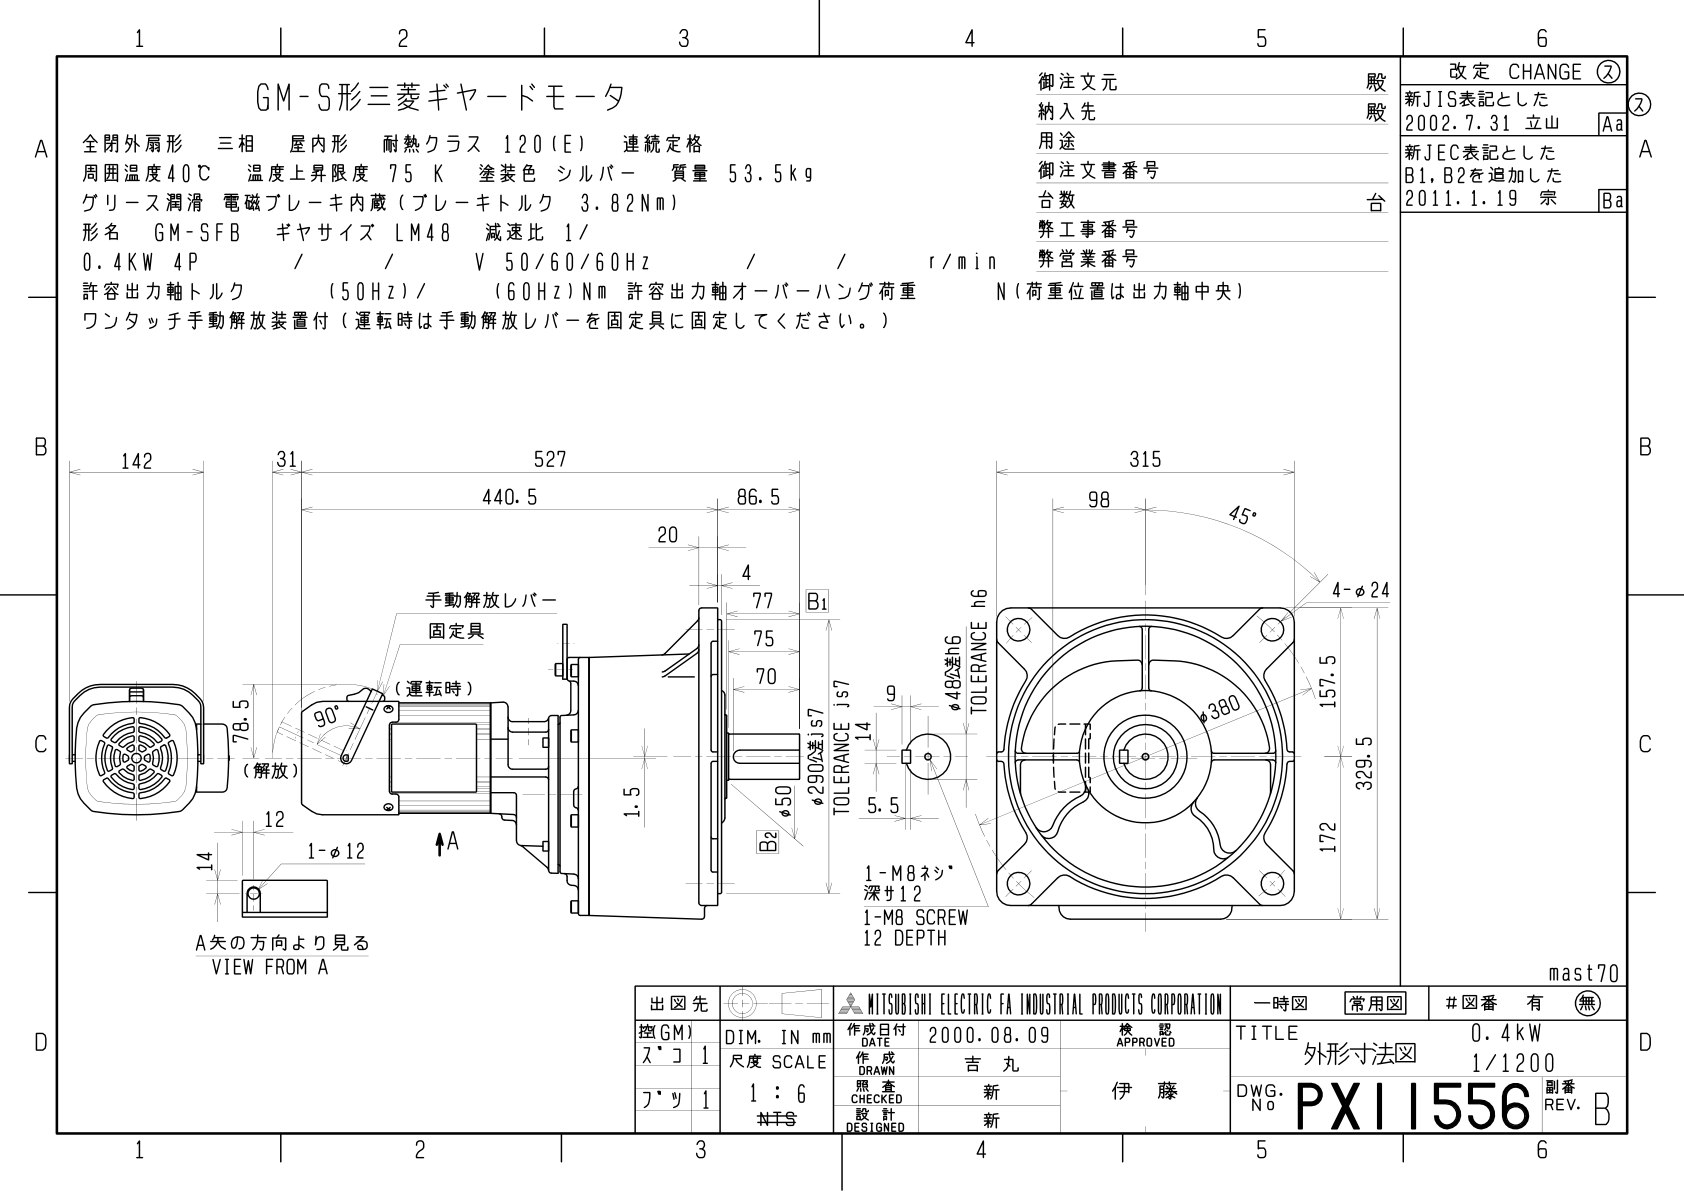 1 2 3 4 5 6
A A
B B
C C
D D
GM-S形三菱ギヤードモータ
全閉外扇形 三相 屋内形 耐熱クラス 120(E) 連続定格
周囲温度40℃ 温度上昇限度 75 K 塗装色 シルバー 質量 53.5kg
グリース潤滑 電磁ブレーキ内蔵(ブレーキトルク 3.82Nm)
形名 GM-SFB ギヤサイズ LM48 減速比 1/
0.4KW 4P / / V 50/60/60Hz / / r/min
許容出力軸トルク (50Hz)/ (60Hz)Nm 許容出力軸オーバーハング荷重 N(荷重位置は出力軸中央)
ワンタッチ手動解放装置付(運転時は手動解放レバーを固定具に固定してください。)
御注文元 殿
納入先 殿
用途
御注文書番号
台数 台
弊工事番号
弊営業番号
改定 CHANGE ス
新JIS表記とした
2002.7.31 立山 Aa
ス
新JEC表記とした
B1,B2を追加した
2011.1.19 宗 Ba
142
31
527
440.5
86.5
20
4
77
B1
75
70
手動解放レバー
固定具
(運転時)
90°
78.5
(解放)
12
14
1-φ12
A
A矢の方向より見る
VIEW FROM A
1.5
φ50
B2
φ290公差js7
TOLERANCE js7
9
14
5.5
φ48公差h6
TOLERANCE h6
1-M8ネジ
深サ12
1-M8 SCREW
12 DEPTH
315
98
45°
4-φ24
φ380
157.5
329.5
172
mast70
出図先
控(GM)
ズコ 1
ブツ 1
DIM. IN mm
尺度 SCALE
1 : 6
NTS
MITSUBISHI ELECTRIC FA INDUSTRIAL PRODUCTS CORPORATION
作成日付
DATE
2000.08.09
検 認
APPROVED
作 成
DRAWN
吉 丸
照 査
CHECKED
新
伊 藤
設 計
DESIGNED
新
一時図 常用図 #図番 有 無
TITLE
外形寸法図
0.4kW
1/1200
DWG.
No
PX11556
副番
REV.
B
1 2 3 4 5 6